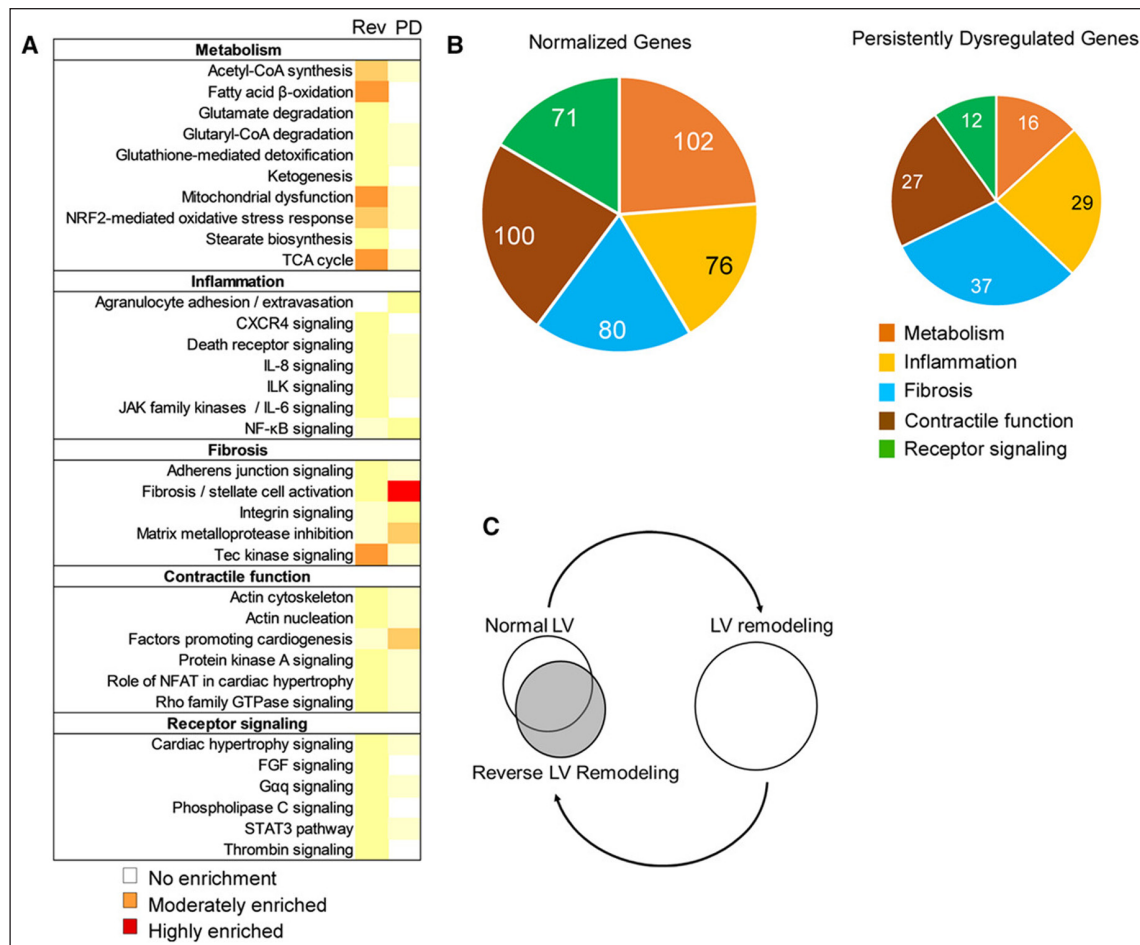 A
Rev PD
Metabolism
Acetyl-CoA synthesis
Fatty acid β-oxidation
Glutamate degradation
Glutaryl-CoA degradation
Glutathione-mediated detoxification
Ketogenesis
Mitochondrial dysfunction
NRF2-mediated oxidative stress response
Stearate biosynthesis
TCA cycle
Inflammation
Agranulocyte adhesion / extravasation
CXCR4 signaling
Death receptor signaling
IL-8 signaling
ILK signaling
JAK family kinases / IL-6 signaling
NF-κB signaling
Fibrosis
Adherens junction signaling
Fibrosis / stellate cell activation
Integrin signaling
Matrix metalloprotease inhibition
Tec kinase signaling
Contractile function
Actin cytoskeleton
Actin nucleation
Factors promoting cardiogenesis
Protein kinase A signaling
Role of NFAT in cardiac hypertrophy
Rho family GTPase signaling
Receptor signaling
Cardiac hypertrophy signaling
FGF signaling
Gαq signaling
Phospholipase C signaling
STAT3 pathway
Thrombin signaling
No enrichment
Moderately enriched
Highly enriched
B
Normalized Genes
71
102
100
76
80
Persistently Dysregulated Genes
12
16
27
29
37
Metabolism
Inflammation
Fibrosis
Contractile function
Receptor signaling
C
Normal LV
LV remodeling
Reverse LV Remodeling